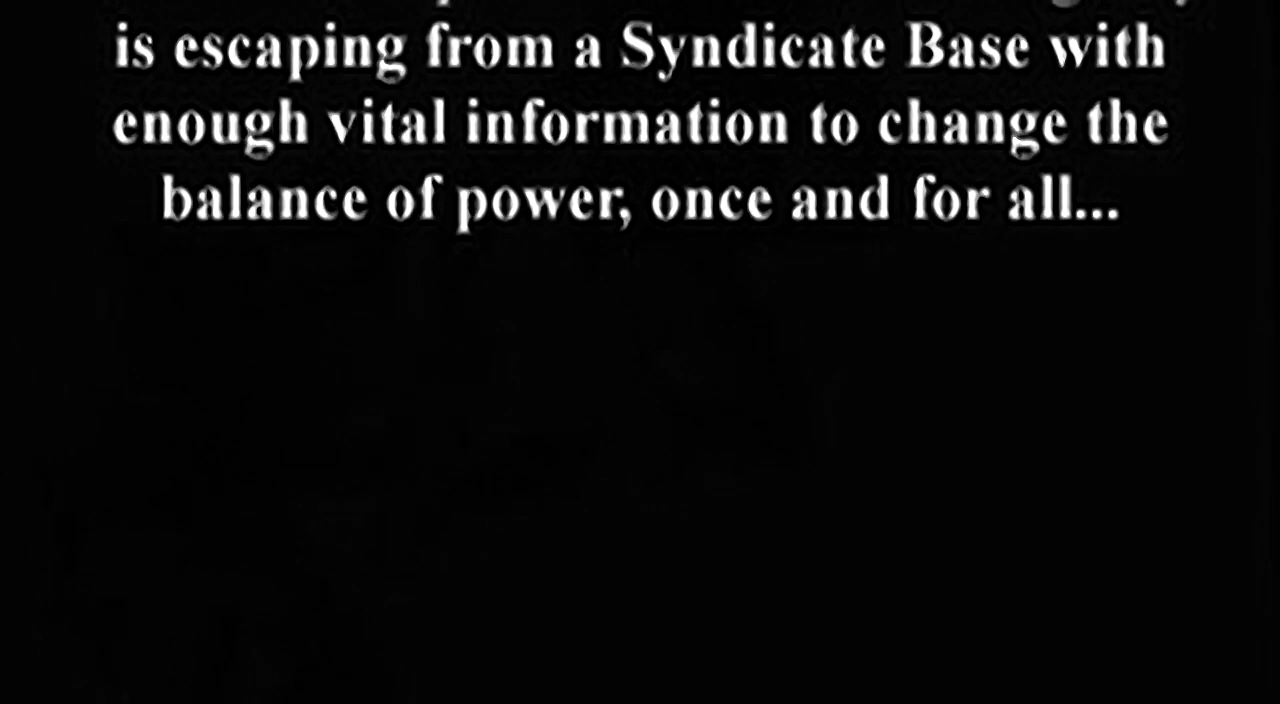 is escaping from a Syndicate Base with
enough vital information to change the
balance of power, once and for all...